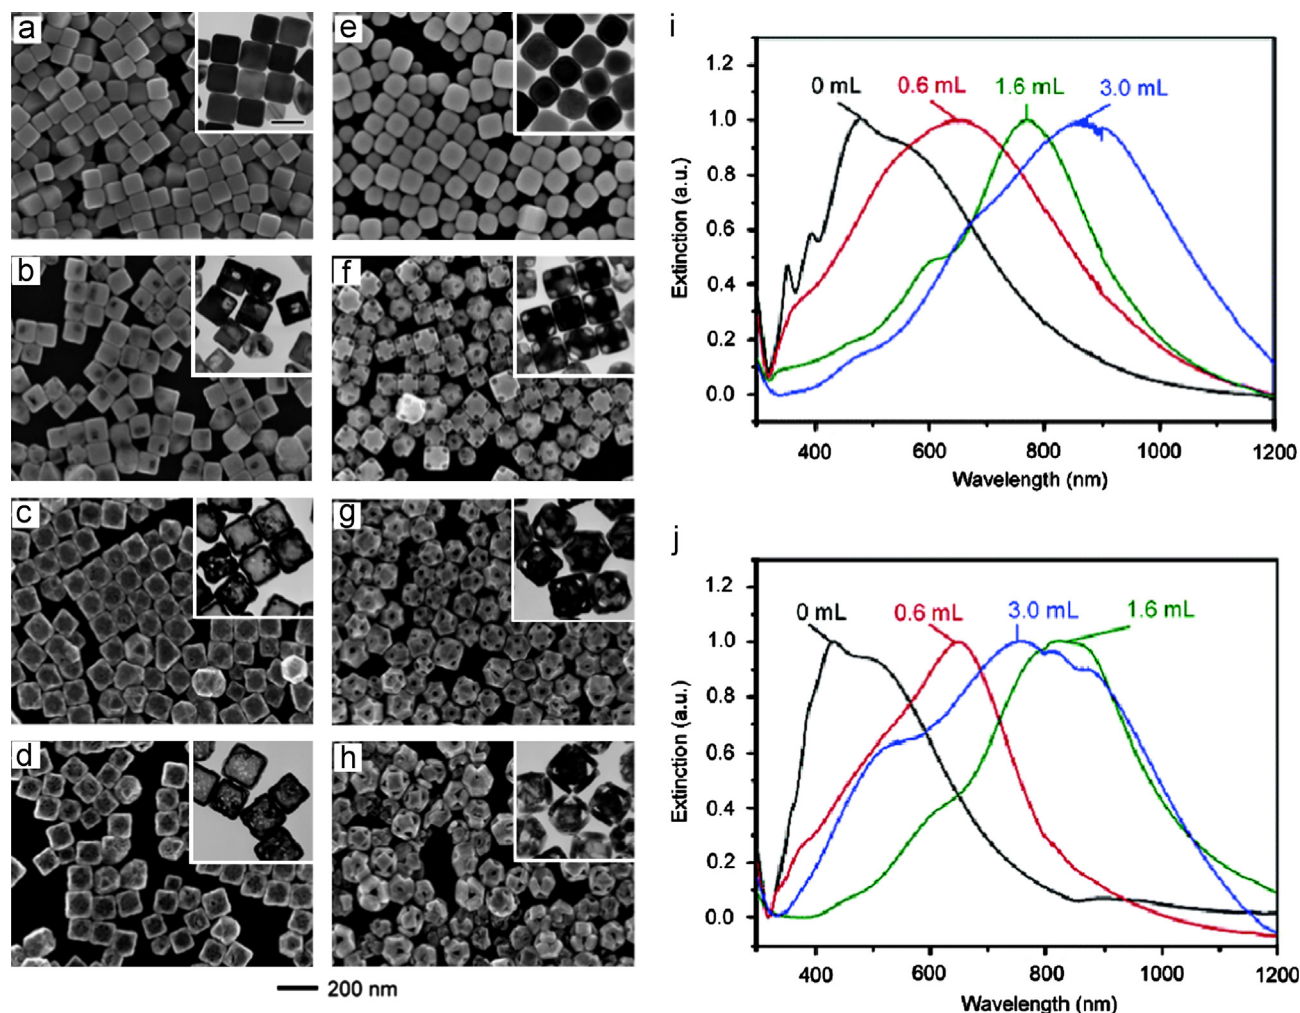 a
e
b
f
c
g
d
h
200 nm
i
1.2
1.0
0.8
0.6
0.4
0.2
0.0
Extinction (a.u.)
0 mL
0.6 mL
1.6 mL
3.0 mL
400
600
800
1000
1200
Wavelength (nm)
j
1.2
1.0
0.8
0.6
0.4
0.2
0.0
Extinction (a.u.)
0 mL
0.6 mL
3.0 mL
1.6 mL
400
600
800
1000
1200
Wavelength (nm)